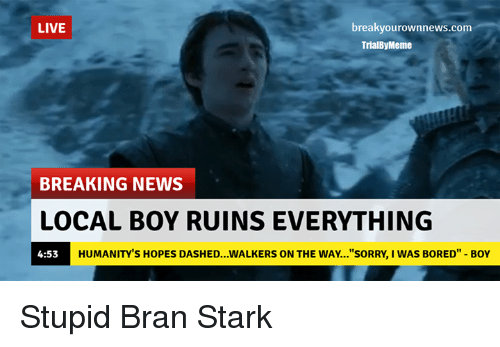 LIVE
breakyourownnews.com
TrialByMeme
BREAKING NEWS
LOCAL BOY RUINS EVERYTHING
4:53 HUMANITY'S HOPES DASHED...WALKERS ON THE WAY..."SORRY, I WAS BORED" - BOY
Stupid Bran Stark